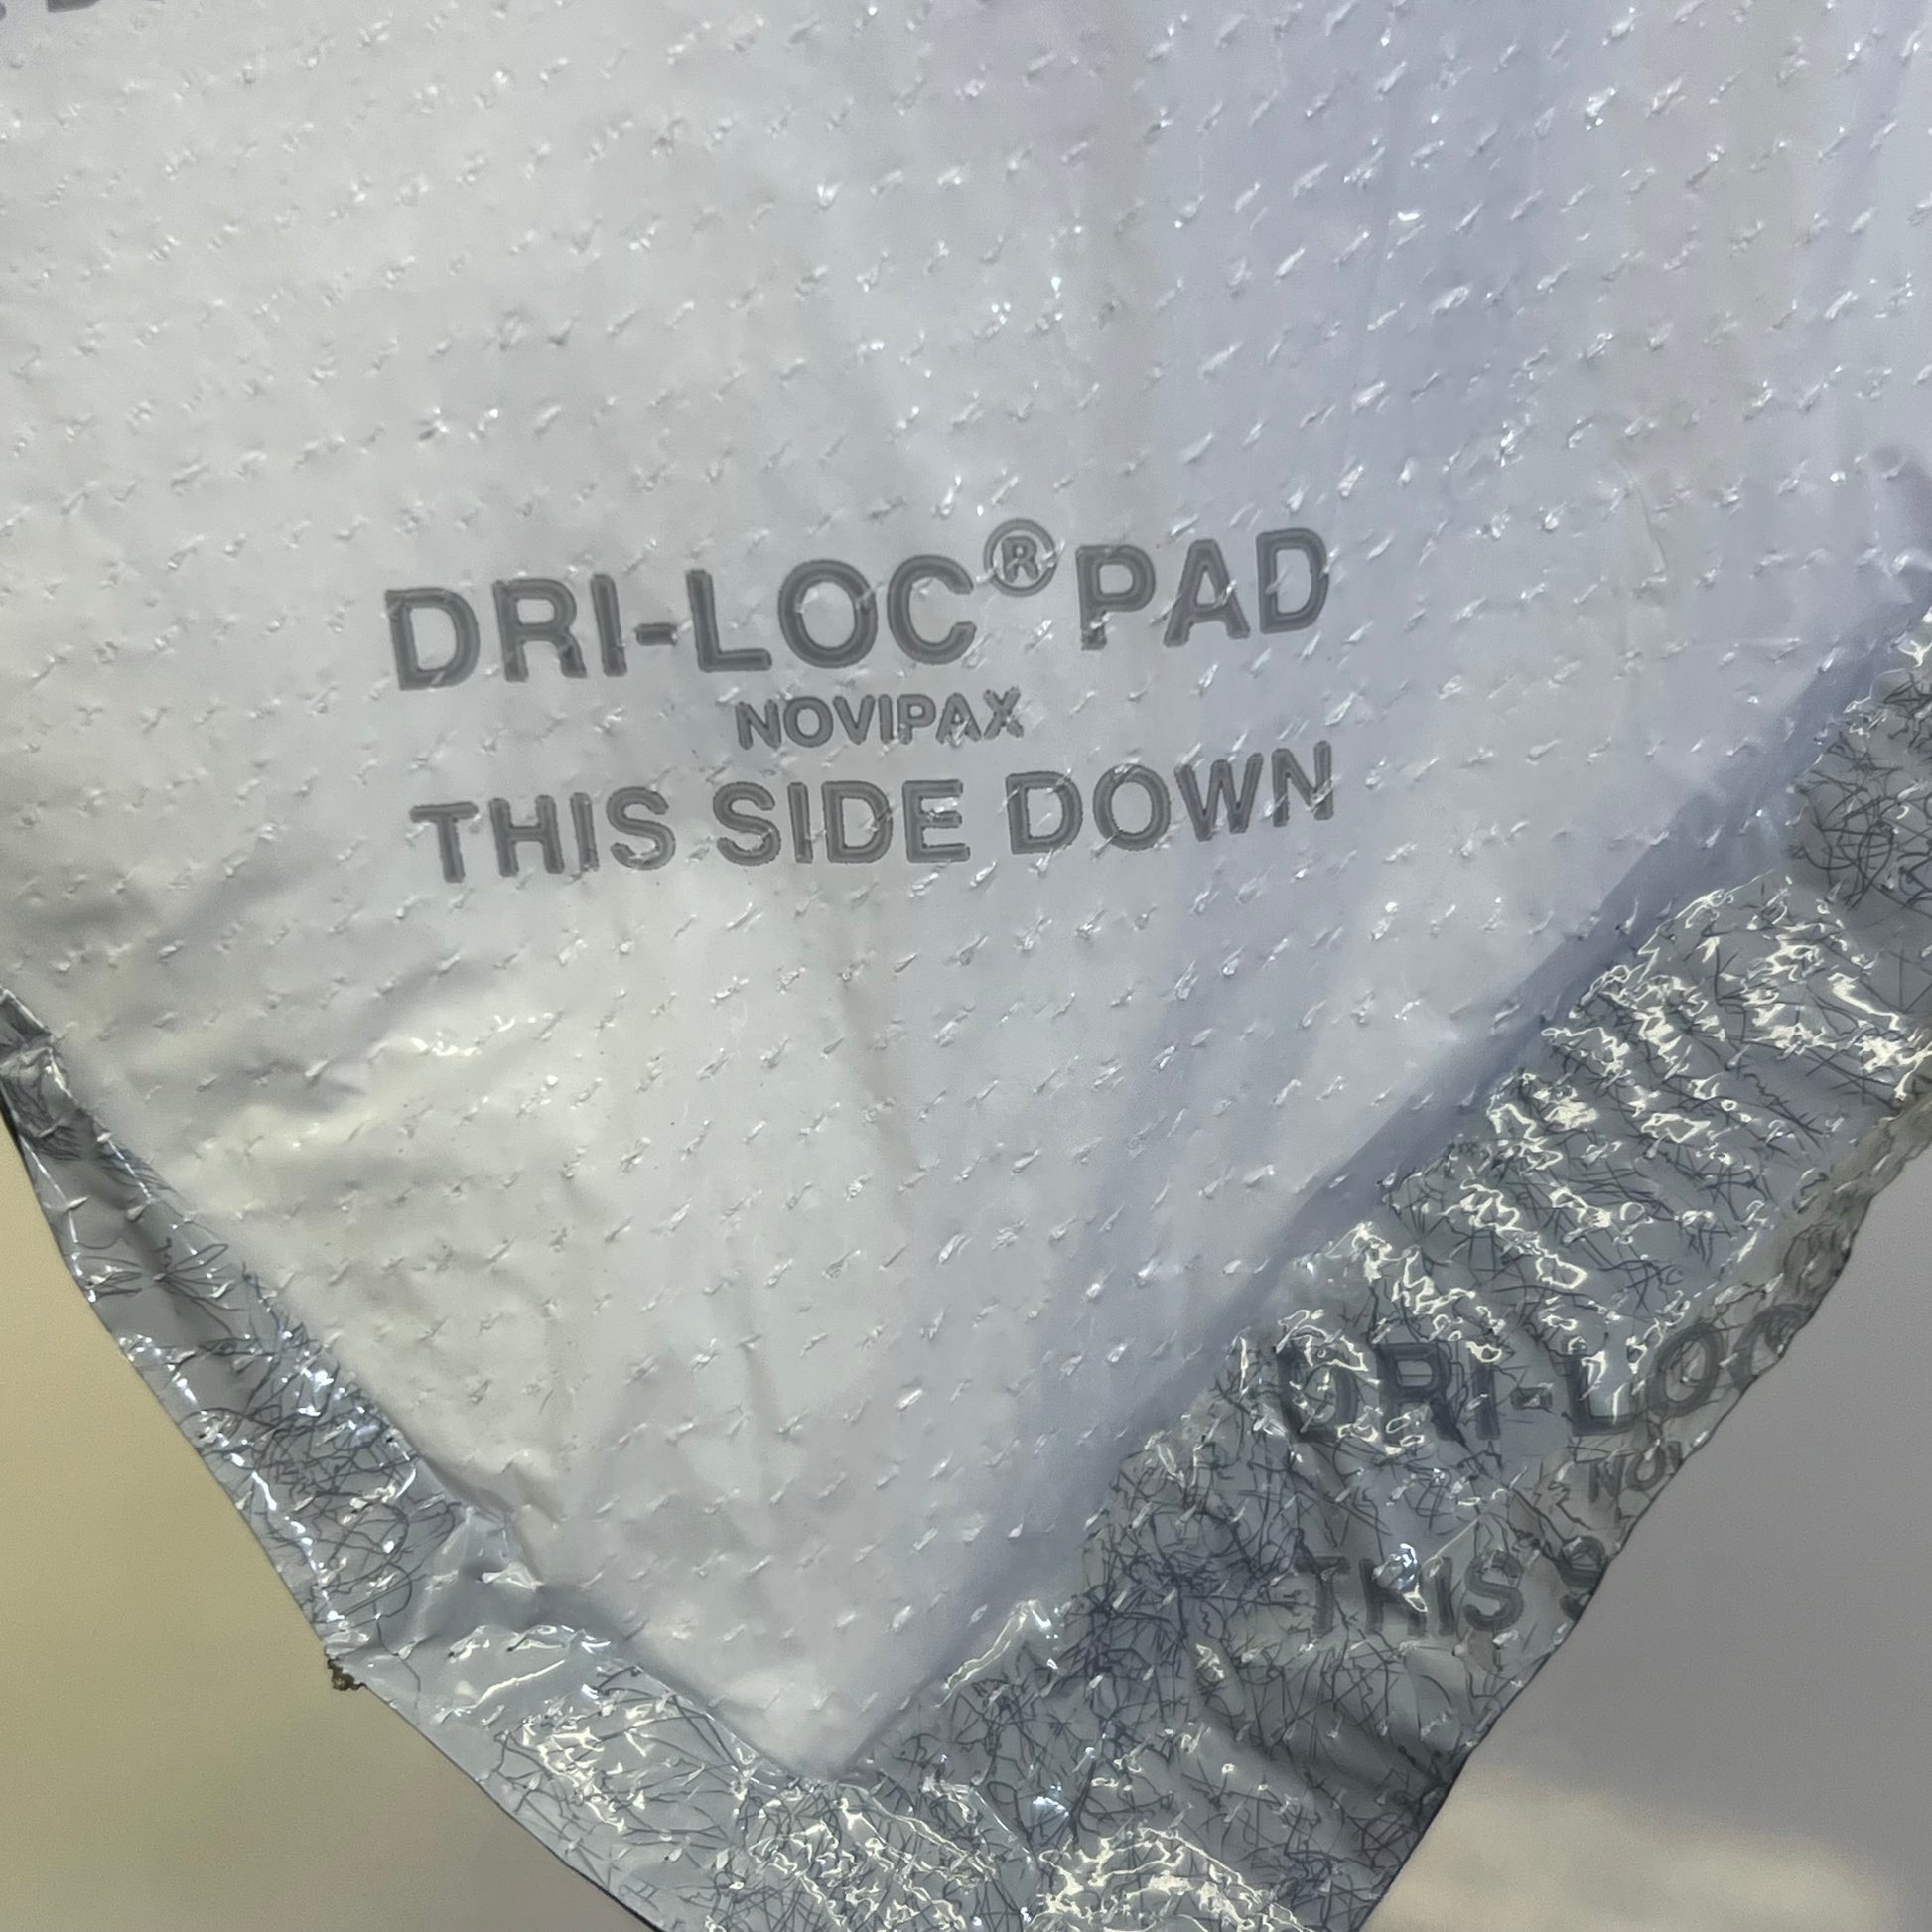 DRI-LOC® PAD
NOVIPAX
THIS SIDE DOWN
DRI-LOC
THIS